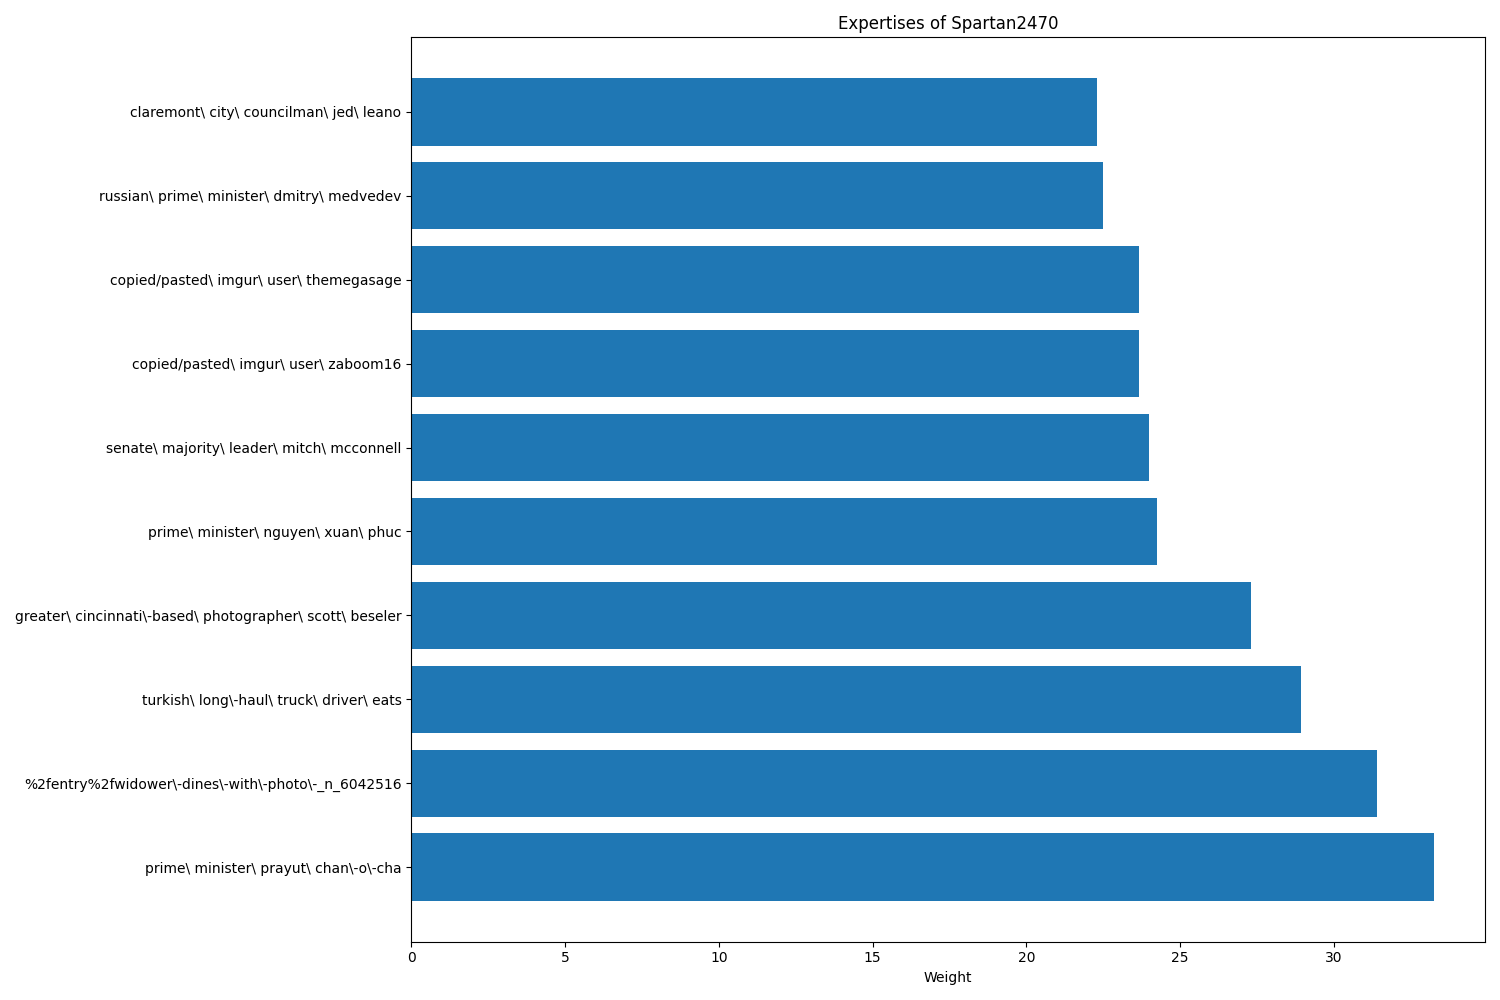 Expertises of Spartan2470
claremont\ city\ councilman\ jed\ leano
russian\ prime\ minister\ dmitry\ medvedev
copied/pasted\ imgur\ user\ themegasage
copied/pasted\ imgur\ user\ zaboom16
senate\ majority\ leader\ mitch\ mcconnell
prime\ minister\ nguyen\ xuan\ phuc
greater\ cincinnati\-based\ photographer\ scott\ beseler
turkish\ long\-haul\ truck\ driver\ eats
%2fentry%2fwidower\-dines\-with\-photo\-_n_6042516
prime\ minister\ prayut\ chan\-o\-cha
0 5 10 15 20 25 30
Weight